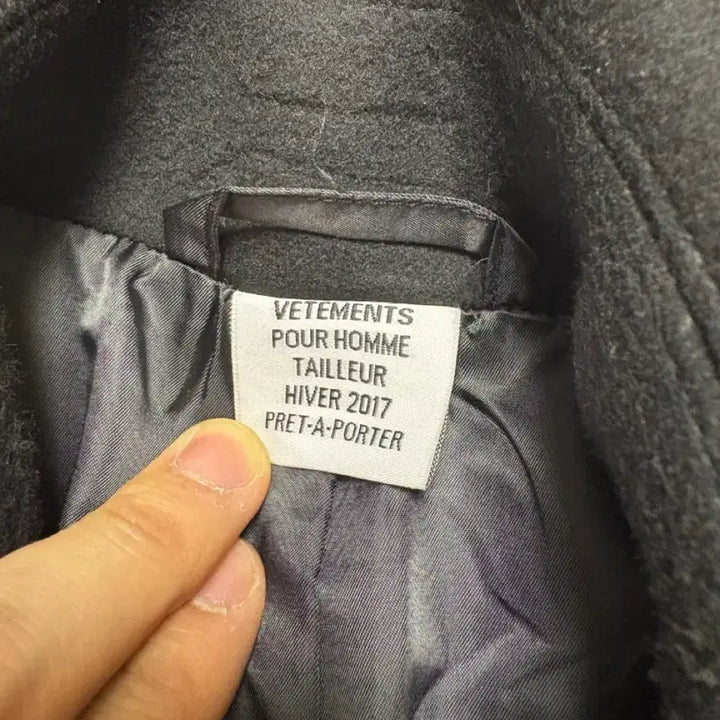 VETEMENTS
POUR HOMME
TAILLEUR
HIVER 2017
PRET-A-PORTER